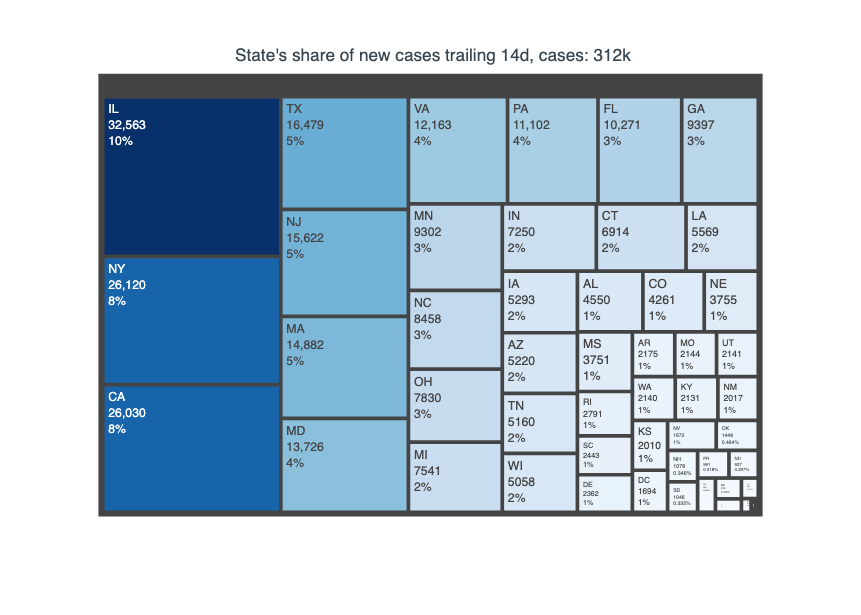 State's share of new cases trailing 14d, cases: 312k
IL
32,563
10%
NY
26,120
8%
CA
26,030
8%
TX
16,479
5%
NJ
15,622
5%
MA
14,882
5%
MD
13,726
4%
VA
12,163
4%
PA
11,102
4%
FL
10,271
3%
GA
9397
3%
MN
9302
3%
NC
8458
3%
OH
7830
3%
MI
7541
2%
IN
7250
2%
CT
6914
2%
LA
5569
2%
IA
5293
2%
AZ
5220
2%
TN
5160
2%
WI
5058
2%
AL
4550
1%
CO
4261
1%
NE
3755
1%
MS
3751
1%
RI
2791
1%
SC
2443
1%
DE
2362
1%
AR
2175
1%
MO
2144
1%
UT
2141
1%
WA
2140
1%
KY
2131
1%
NM
2017
1%
KS
2010
1%
DC
1694
1%
NV
1672
1%
OK
1448
0.464%
NH
1078
0.346%
SD
1046
0.335%
PR
991
0.318%
ND
927
0.297%